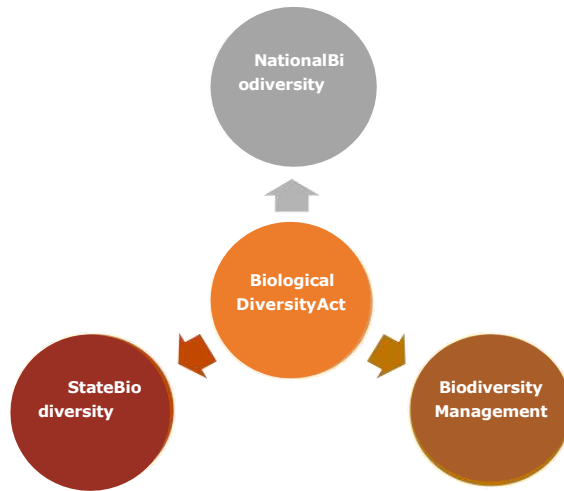 NationalBi
odiversity
Biological
DiversityAct
StateBio
diversity
Biodiversity
Management